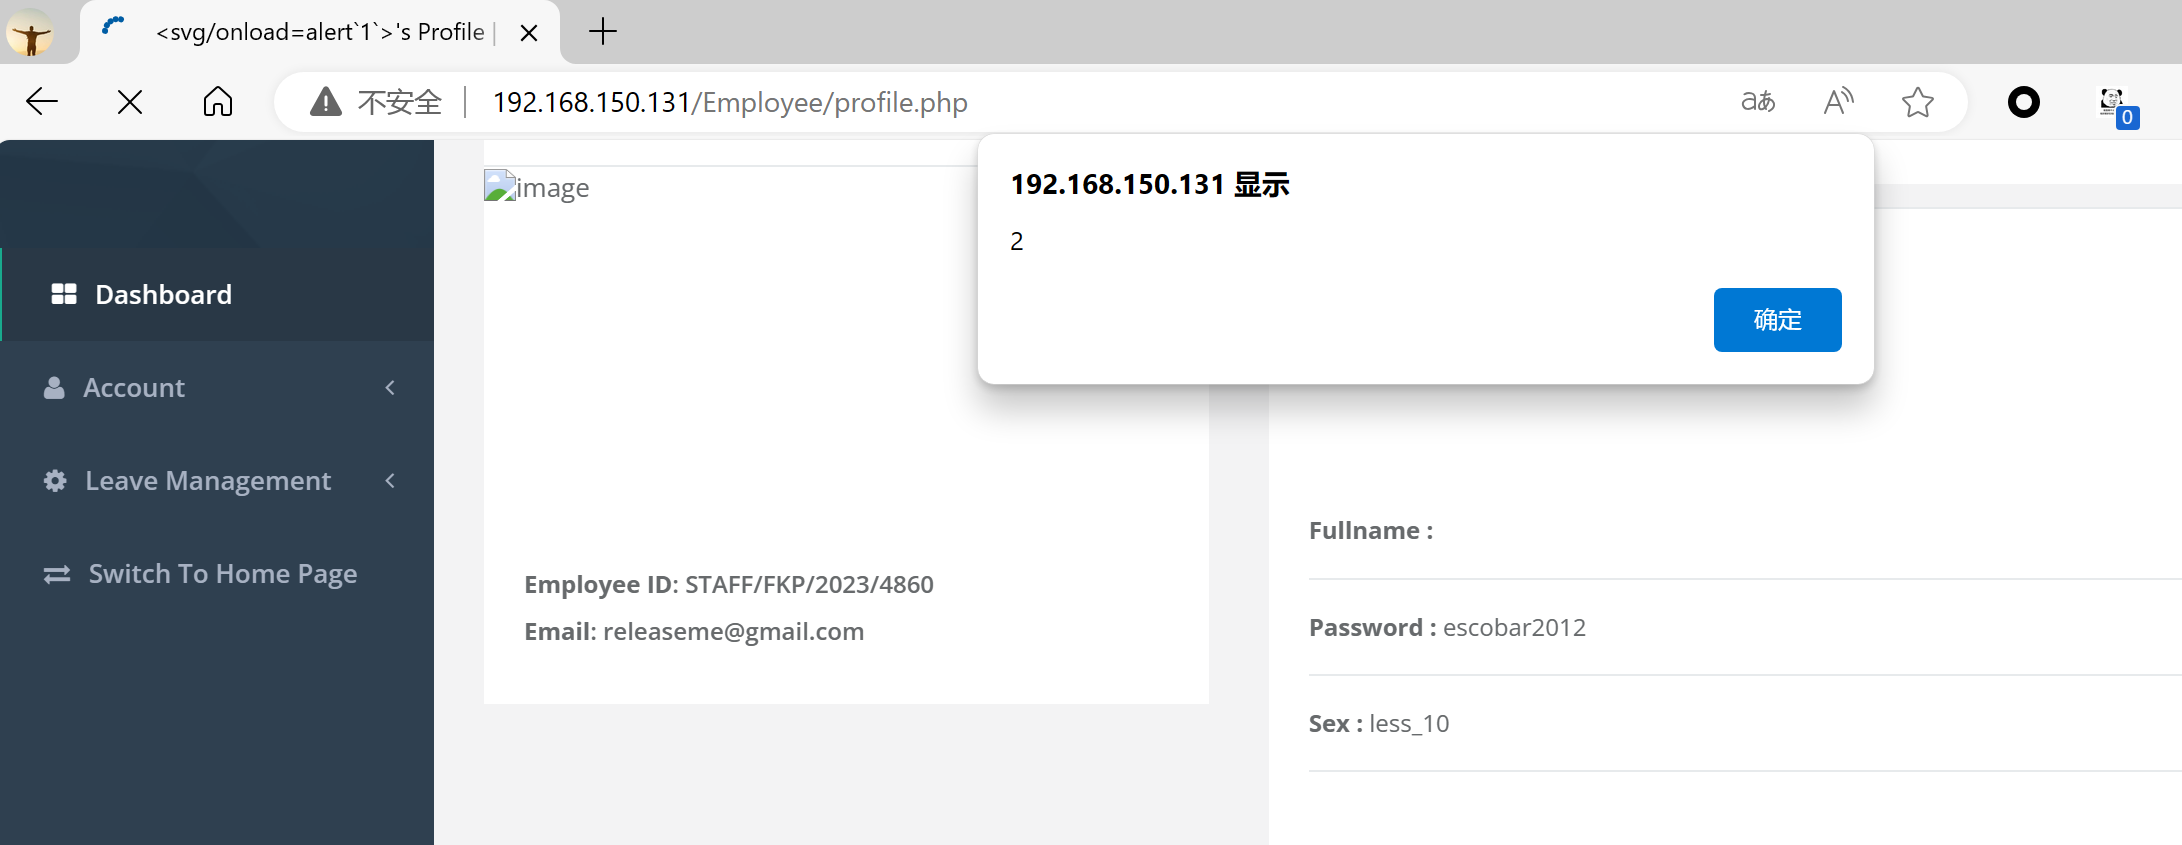 <svg/onload=alert`1`>'s Profile |
不安全 192.168.150.131/Employee/profile.php
aあ
A
0
image
192.168.150.131 显示
2
确定
Dashboard
Account
Leave Management
Switch To Home Page
Employee ID: STAFF/FKP/2023/4860
Email: releaseme@gmail.com
Fullname :
Password : escobar2012
Sex : less_10